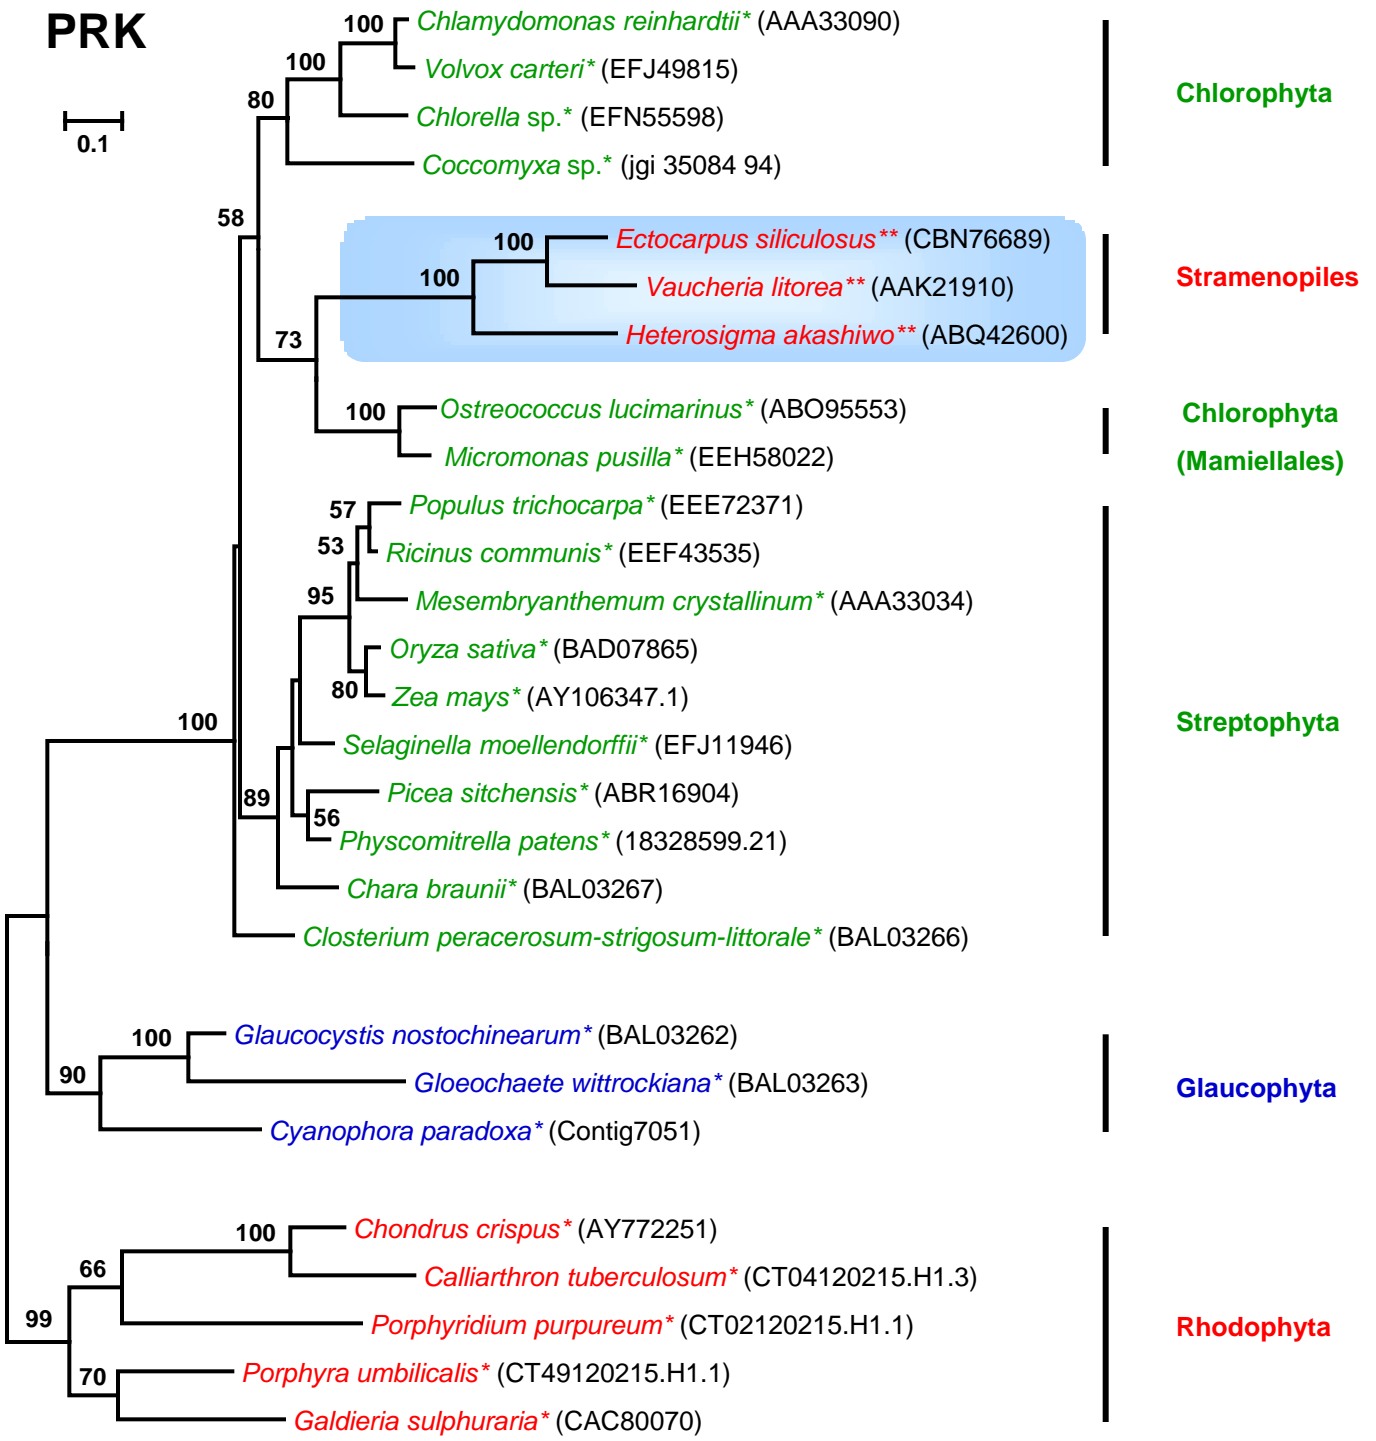 PRK
0.1
100
Chlamydomonas reinhardtii* (AAA33090)
100
Volvox carteri* (EFJ49815)
80
Chlorella sp.* (EFN55598)
Coccomyxa sp.* (jgi 35084 94)
Chlorophyta
58
100
Ectocarpus siliculosus** (CBN76689)
100
Vaucheria litorea** (AAK21910)
Heterosigma akashiwo** (ABQ42600)
Stramenopiles
73
100
Ostreococcus lucimarinus* (ABO95553)
Micromonas pusilla* (EEH58022)
Chlorophyta
(Mamiellales)
57
Populus trichocarpa* (EEE72371)
53
Ricinus communis* (EEF43535)
95
Mesembryanthemum crystallinum* (AAA33034)
Oryza sativa* (BAD07865)
80
Zea mays* (AY106347.1)
100
Selaginella moellendorffii* (EFJ11946)
89
Picea sitchensis* (ABR16904)
56
Physcomitrella patens* (18328599.21)
Chara braunii* (BAL03267)
Closterium peracerosum-strigosum-littorale* (BAL03266)
Streptophyta
100
Glaucocystis nostochinearum* (BAL03262)
90
Gloeochaete wittrockiana* (BAL03263)
Cyanophora paradoxa* (Contig7051)
Glaucophyta
100
Chondrus crispus* (AY772251)
66
Calliarthron tuberculosum* (CT04120215.H1.3)
99
Porphyridium purpureum* (CT02120215.H1.1)
70
Porphyra umbilicalis* (CT49120215.H1.1)
Galdieria sulphuraria* (CAC80070)
Rhodophyta